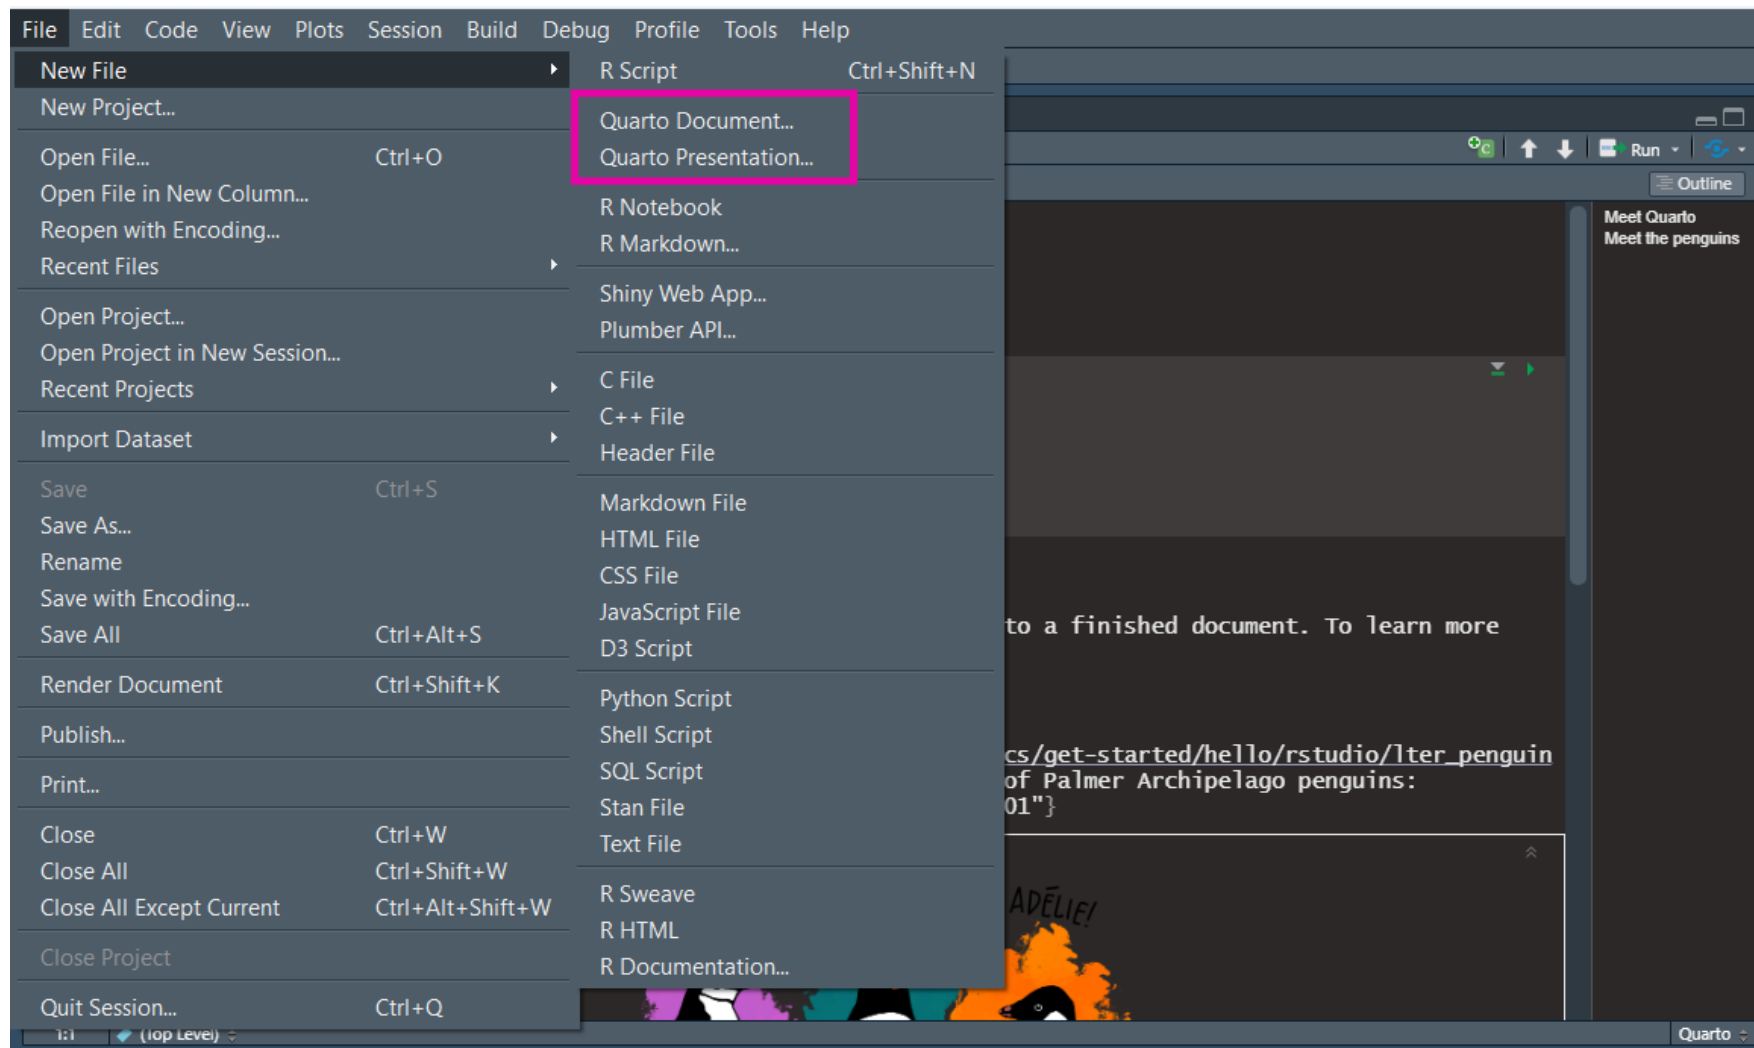 File Edit Code View Plots Session Build Debug Profile Tools Help
New File
New Project...
Open File... Ctrl+O
Open File in New Column...
Reopen with Encoding...
Recent Files
Open Project...
Open Project in New Session...
Recent Projects
Import Dataset
Save Ctrl+S
Save As...
Rename
Save with Encoding...
Save All Ctrl+Alt+S
Render Document Ctrl+Shift+K
Publish...
Print...
Close Ctrl+W
Close All Ctrl+Shift+W
Close All Except Current Ctrl+Alt+Shift+W
Close Project
Quit Session... Ctrl+Q
R Script Ctrl+Shift+N
Quarto Document...
Quarto Presentation...
R Notebook
R Markdown...
Shiny Web App...
Plumber API...
C File
C++ File
Header File
Markdown File
HTML File
CSS File
JavaScript File
D3 Script
Python Script
Shell Script
SQL Script
Stan File
Text File
R Sweave
R HTML
R Documentation...
C Run
Outline
Meet Quarto
Meet the penguins
to a finished document. To learn more
cs/get-started/hello/rstudio/lter_penguin
of Palmer Archipelago penguins:
01"}
ADÉLIE!
1:1 (Top Level) Quarto